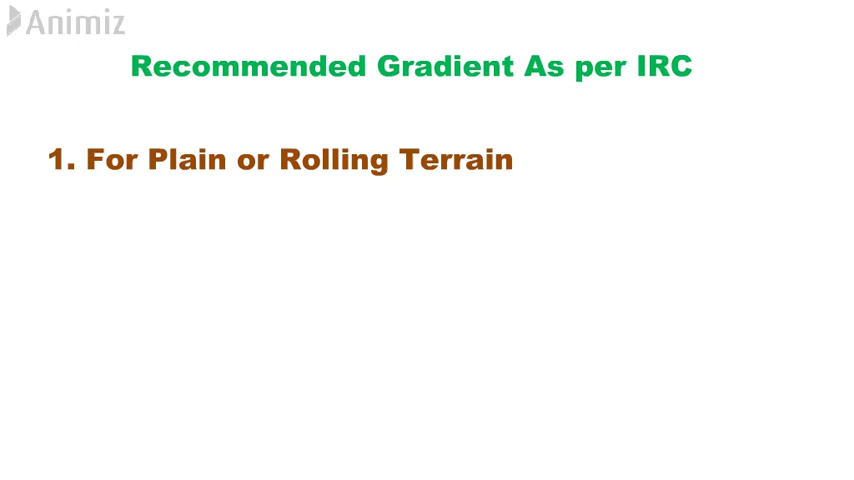 Animiz
Recommended Gradient As per IRC
1. For Plain or Rolling Terrain